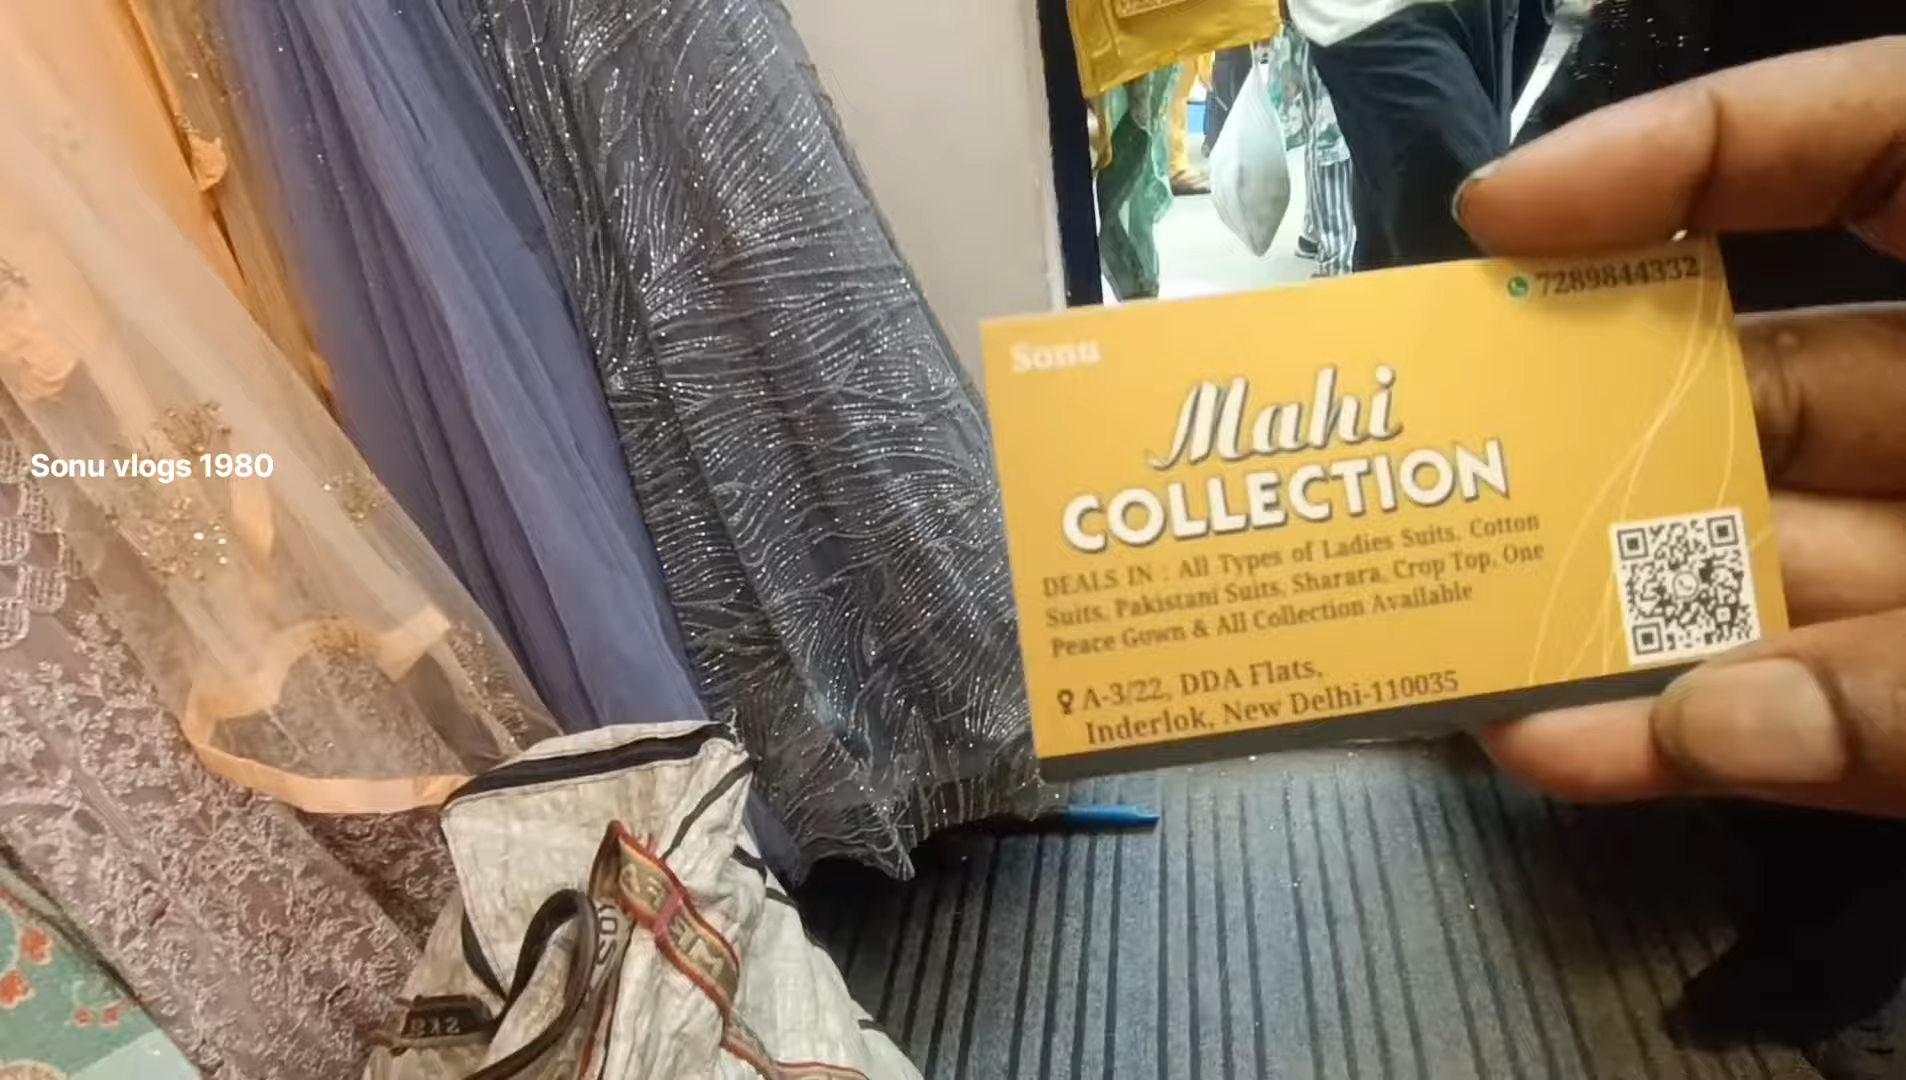 Sonu vlogs 1980
Sonu
7289844332
Mahi
COLLECTION
DEALS IN : All Types of Ladies Suits, Cotton
Suits, Pakistani Suits, Sharara, Crop Top, One
Peace Gown & All Collection Available
A-3/22, DDA Flats,
Inderlok, New Delhi-110035